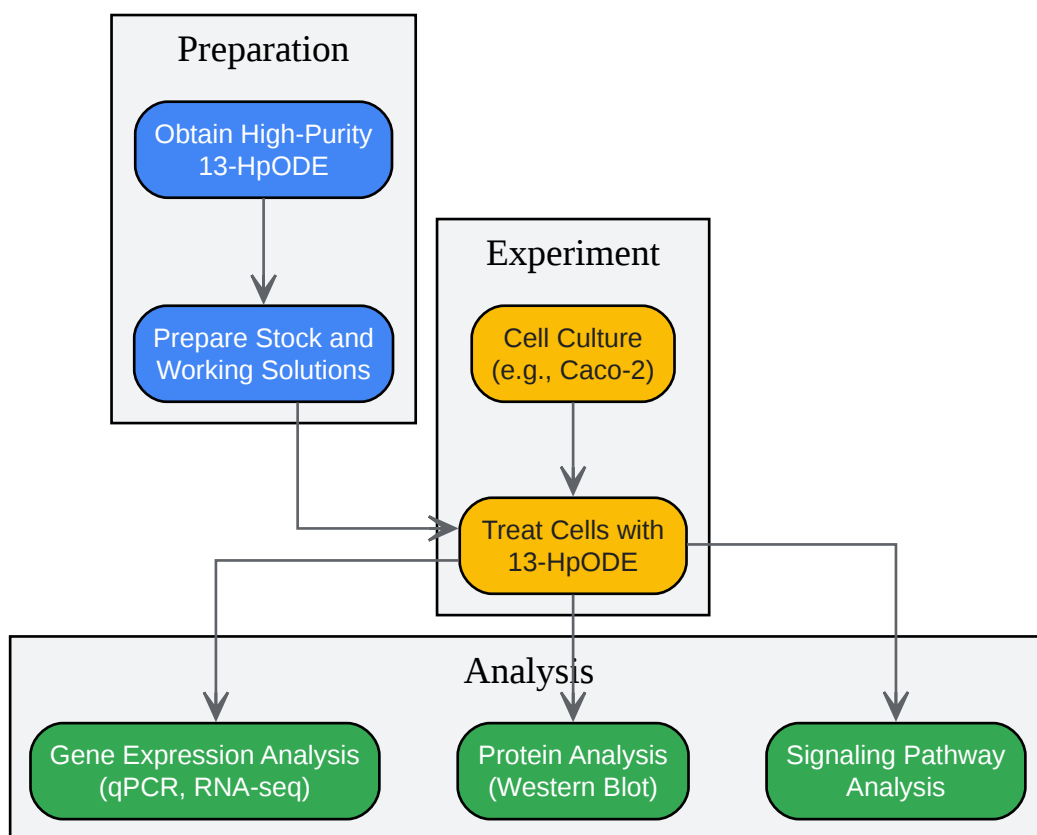 Preparation
Obtain High-Purity
13-HpODE
Prepare Stock and
Working Solutions
Experiment
Cell Culture
(e.g., Caco-2)
Treat Cells with
13-HpODE
Analysis
Gene Expression Analysis
(qPCR, RNA-seq)
Protein Analysis
(Western Blot)
Signaling Pathway
Analysis